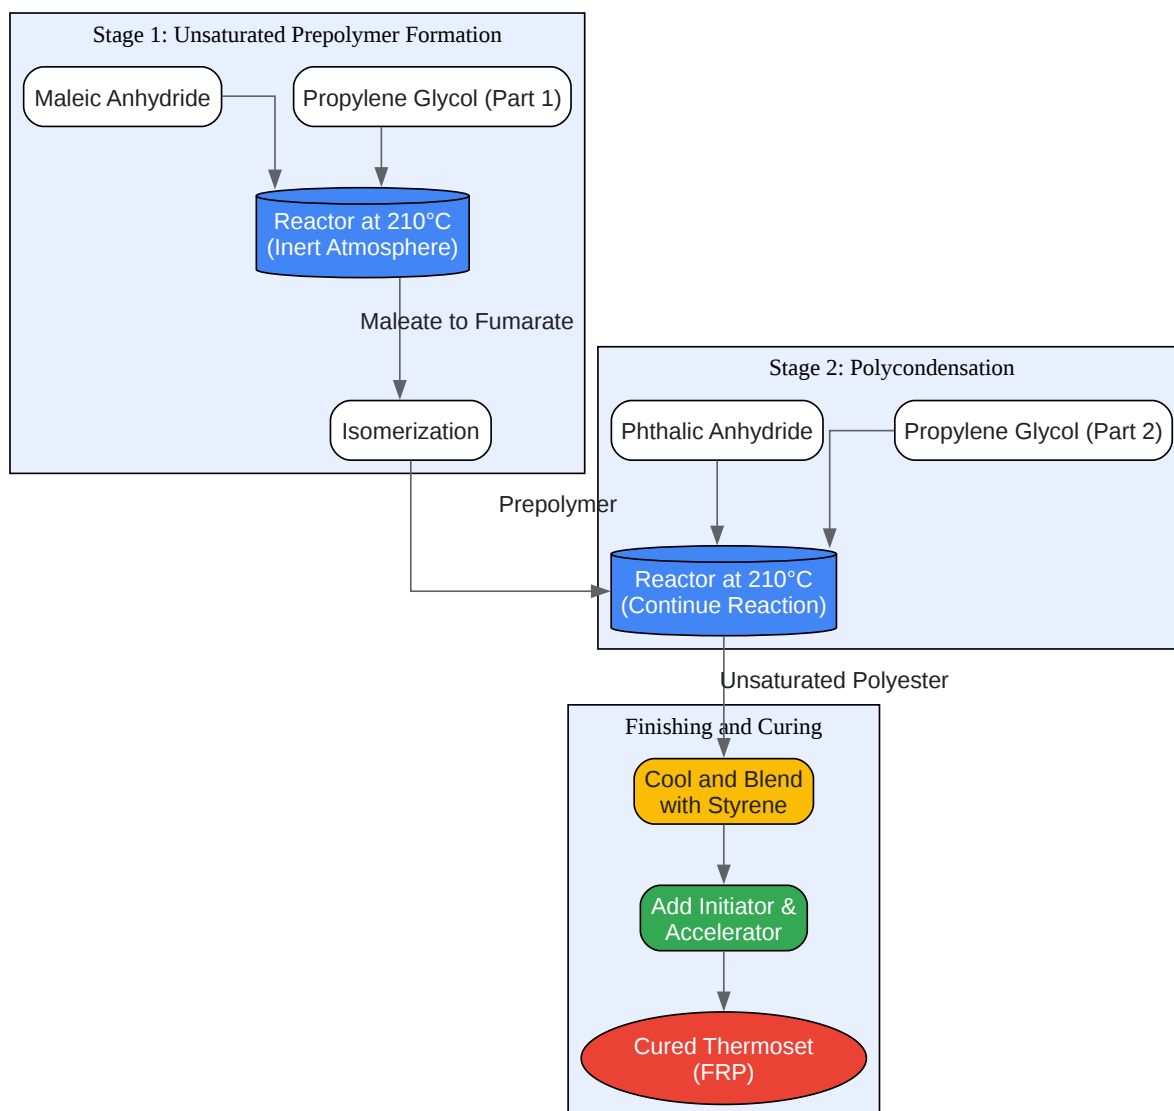 Stage 1: Unsaturated Prepolymer Formation
Maleic Anhydride
Propylene Glycol (Part 1)
Reactor at 210°C
(Inert Atmosphere)
Maleate to Fumarate
Isomerization
Prepolymer
Stage 2: Polycondensation
Phthalic Anhydride
Propylene Glycol (Part 2)
Reactor at 210°C
(Continue Reaction)
Unsaturated Polyester
Finishing and Curing
Cool and Blend
with Styrene
Add Initiator &
Accelerator
Cured Thermoset
(FRP)